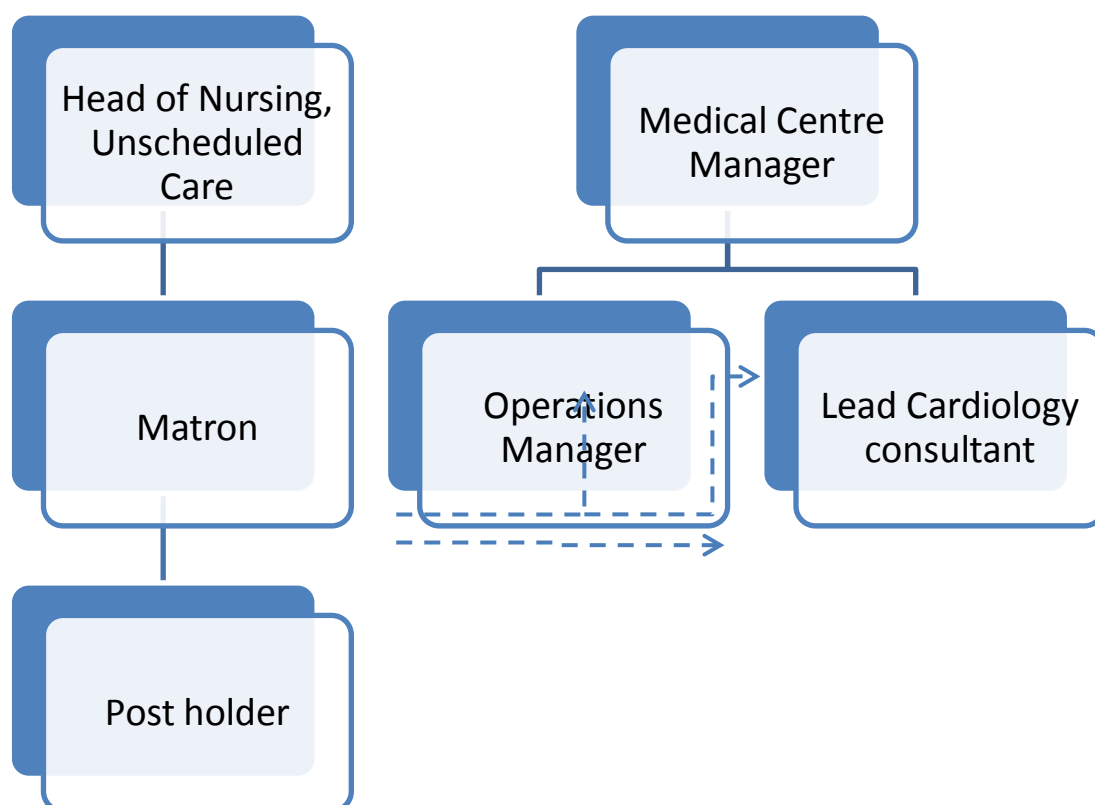 Head of Nursing,
Unscheduled
Care
Medical Centre
Manager
Matron
Operations
Manager
Lead Cardiology
consultant
Post holder